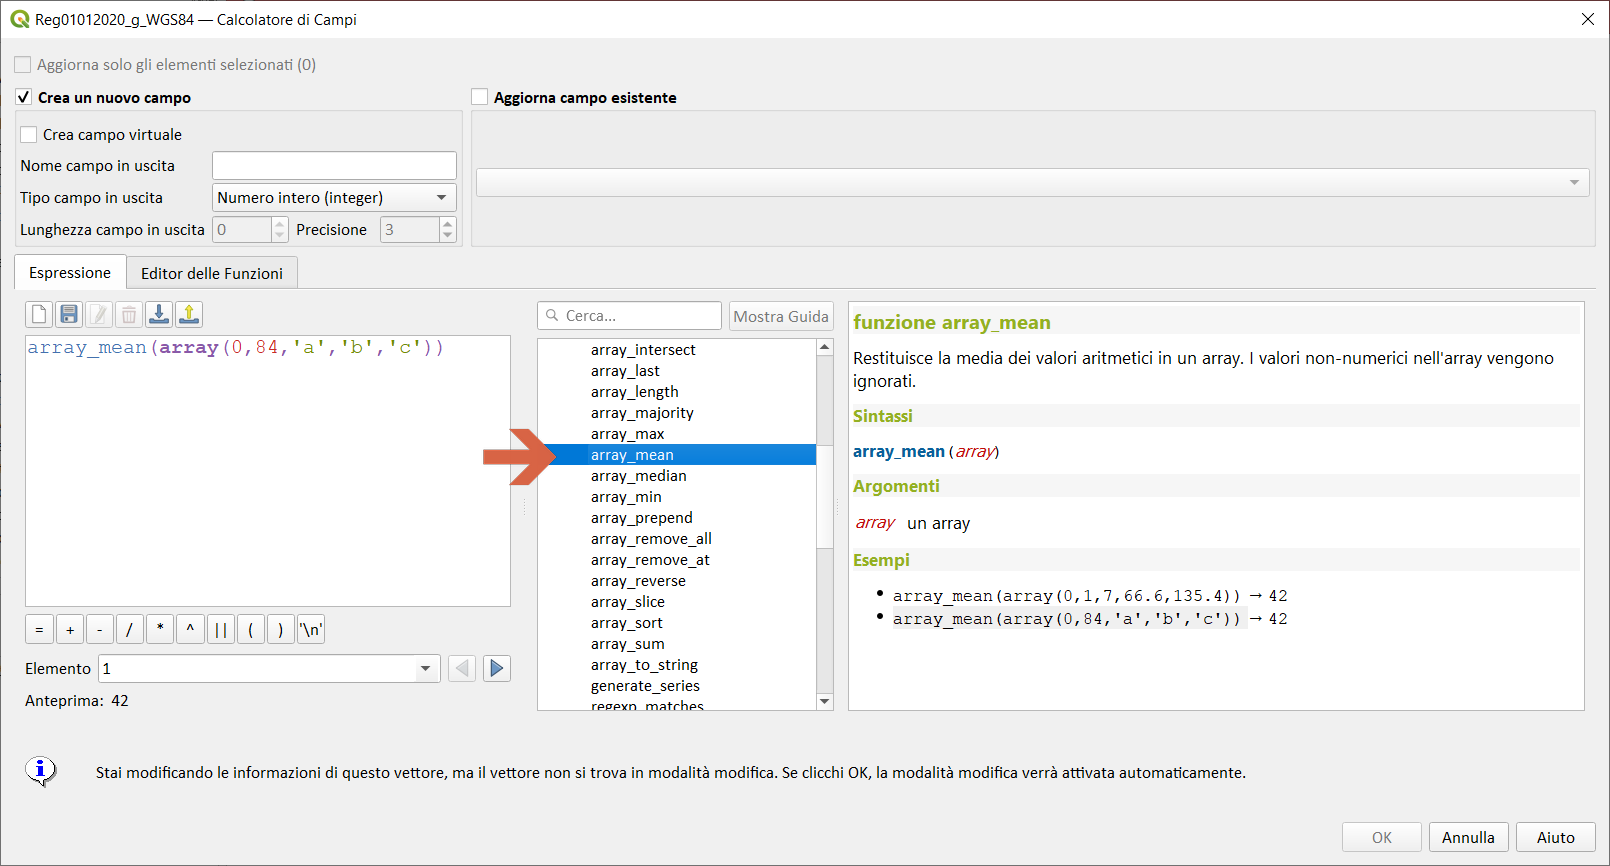 Reg01012020_g_WGS84 — Calcolatore di Campi
Aggiorna solo gli elementi selezionati (0)
Crea un nuovo campo
Aggiorna campo esistente
Crea campo virtuale
Nome campo in uscita
Tipo campo in uscita
Numero intero (integer)
Lunghezza campo in uscita
0
Precisione
3
Espressione
Editor delle Funzioni
array_mean(array(0,84,'a','b','c'))
= + - / * ^ || ( ) '\n'
Elemento
1
Anteprima: 42
Cerca...
Mostra Guida
array_intersect
array_last
array_length
array_majority
array_max
array_mean
array_median
array_min
array_prepend
array_remove_all
array_remove_at
array_reverse
array_slice
array_sort
array_sum
array_to_string
generate_series
regexp_matches
funzione array_mean
Restituisce la media dei valori aritmetici in un array. I valori non-numerici nell'array vengono
ignorati.
Sintassi
array_mean(array)
Argomenti
array un array
Esempi
• array_mean(array(0,1,7,66.6,135.4)) → 42
• array_mean(array(0,84,'a','b','c')) → 42
Stai modificando le informazioni di questo vettore, ma il vettore non si trova in modalità modifica. Se clicchi OK, la modalità modifica verrà attivata automaticamente.
OK
Annulla
Aiuto